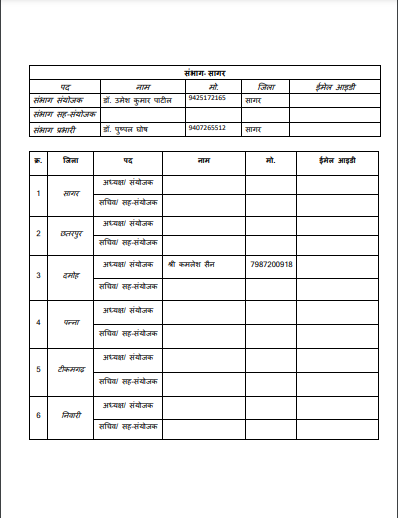 संभाग- सागर
पद नाम मो. जिला ईमेल आइडी
संभाग संयोजक डॉ. उमेश कुमार पाटील 9425172165 सागर
संभाग सह-संयोजक
संभाग प्रभारी डॉ. पुष्पल घोष 9407265512 सागर
क्र. जिला पद नाम मो. ईमेल आइडी
1 सागर अध्यक्ष/ संयोजक
सचिव/ सह-संयोजक
2 छतरपुर अध्यक्ष/ संयोजक
सचिव/ सह-संयोजक
3 दमोह अध्यक्ष/ संयोजक श्री कमलेश सैन 7987200918
सचिव/ सह-संयोजक
4 पन्ना अध्यक्ष/ संयोजक
सचिव/ सह-संयोजक
5 टीकमगढ़ अध्यक्ष/ संयोजक
सचिव/ सह-संयोजक
6 निवारी अध्यक्ष/ संयोजक
सचिव/ सह-संयोजक